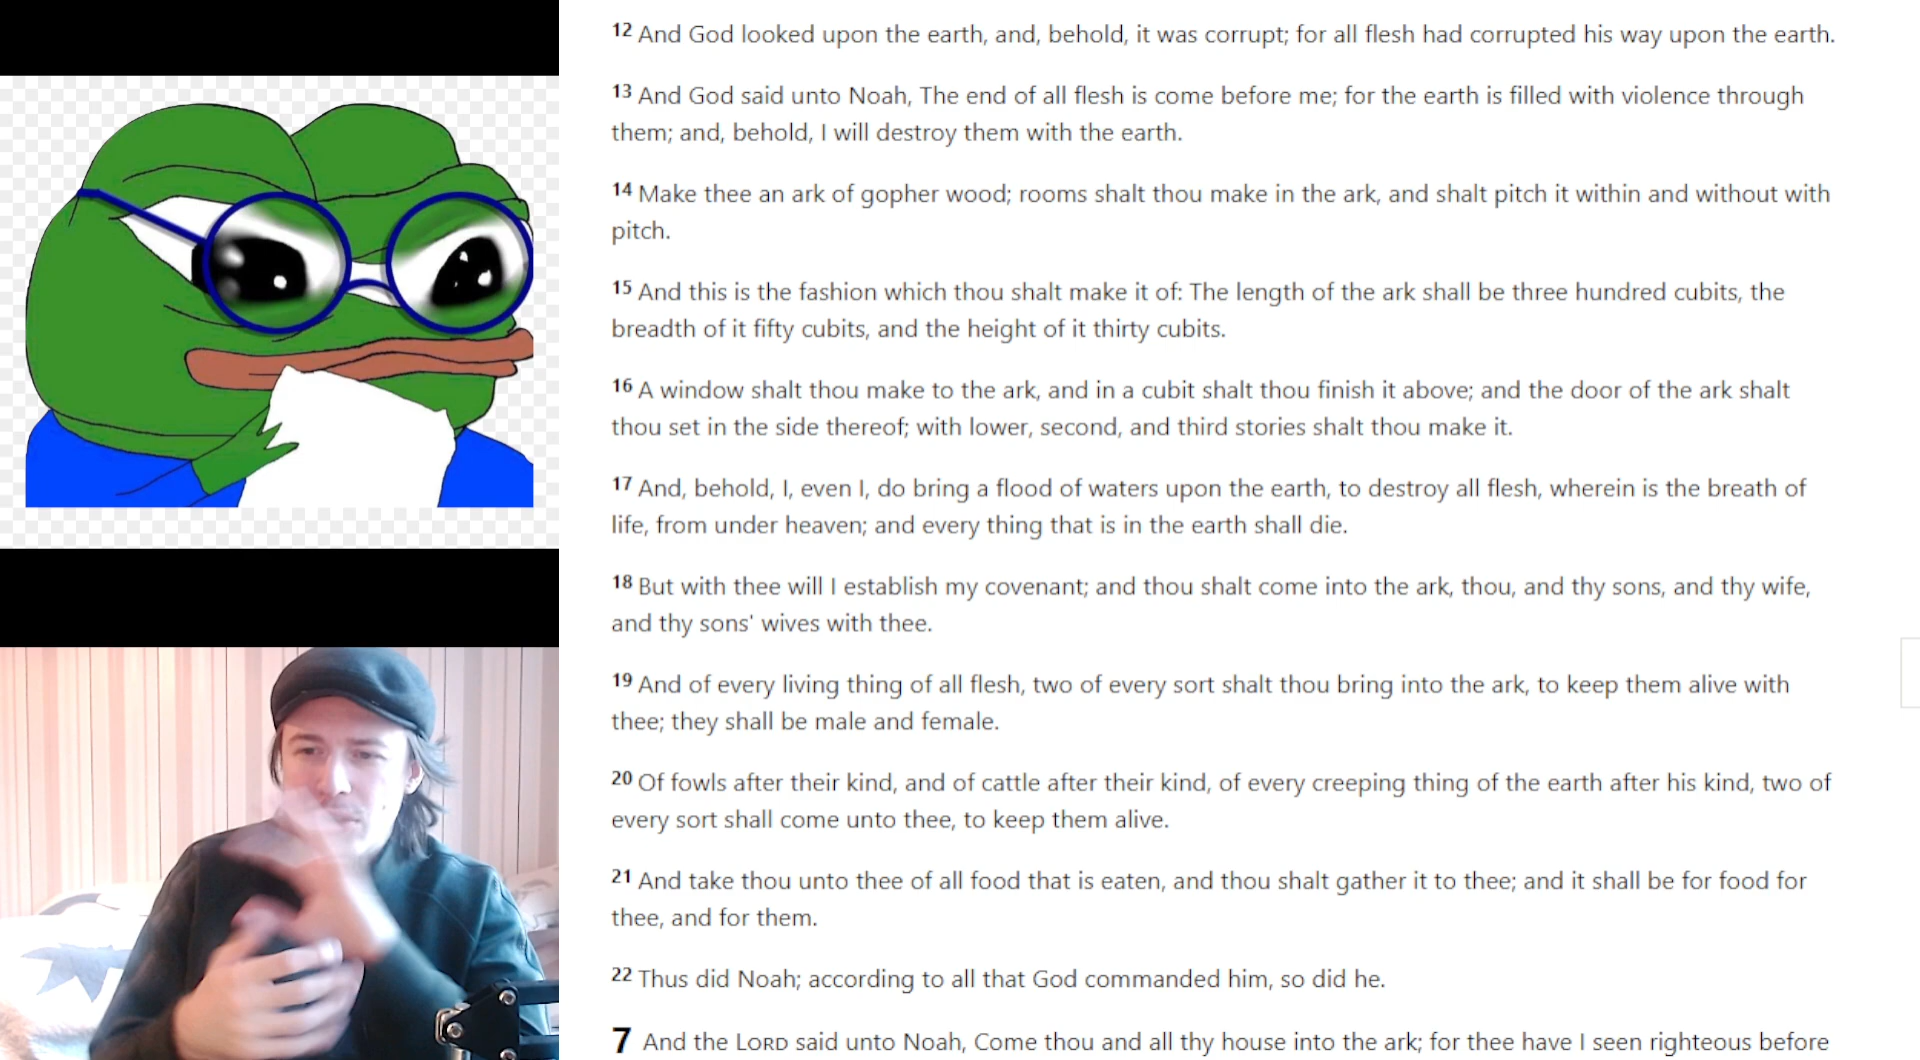 12 And God looked upon the earth, and, behold, it was corrupt; for all flesh had corrupted his way upon the earth.
13 And God said unto Noah, The end of all flesh is come before me; for the earth is filled with violence through
them; and, behold, I will destroy them with the earth.
14 Make thee an ark of gopher wood; rooms shalt thou make in the ark, and shalt pitch it within and without with
pitch.
15 And this is the fashion which thou shalt make it of: The length of the ark shall be three hundred cubits, the
breadth of it fifty cubits, and the height of it thirty cubits.
16 A window shalt thou make to the ark, and in a cubit shalt thou finish it above; and the door of the ark shalt
thou set in the side thereof; with lower, second, and third stories shalt thou make it.
17 And, behold, I, even I, do bring a flood of waters upon the earth, to destroy all flesh, wherein is the breath of
life, from under heaven; and every thing that is in the earth shall die.
18 But with thee will I establish my covenant; and thou shalt come into the ark, thou, and thy sons, and thy wife,
and thy sons' wives with thee.
19 And of every living thing of all flesh, two of every sort shalt thou bring into the ark, to keep them alive with
thee; they shall be male and female.
20 Of fowls after their kind, and of cattle after their kind, of every creeping thing of the earth after his kind, two of
every sort shall come unto thee, to keep them alive.
21 And take thou unto thee of all food that is eaten, and thou shalt gather it to thee; and it shall be for food for
thee, and for them.
22 Thus did Noah; according to all that God commanded him, so did he.
7 And the LORD said unto Noah, Come thou and all thy house into the ark; for thee have I seen righteous before